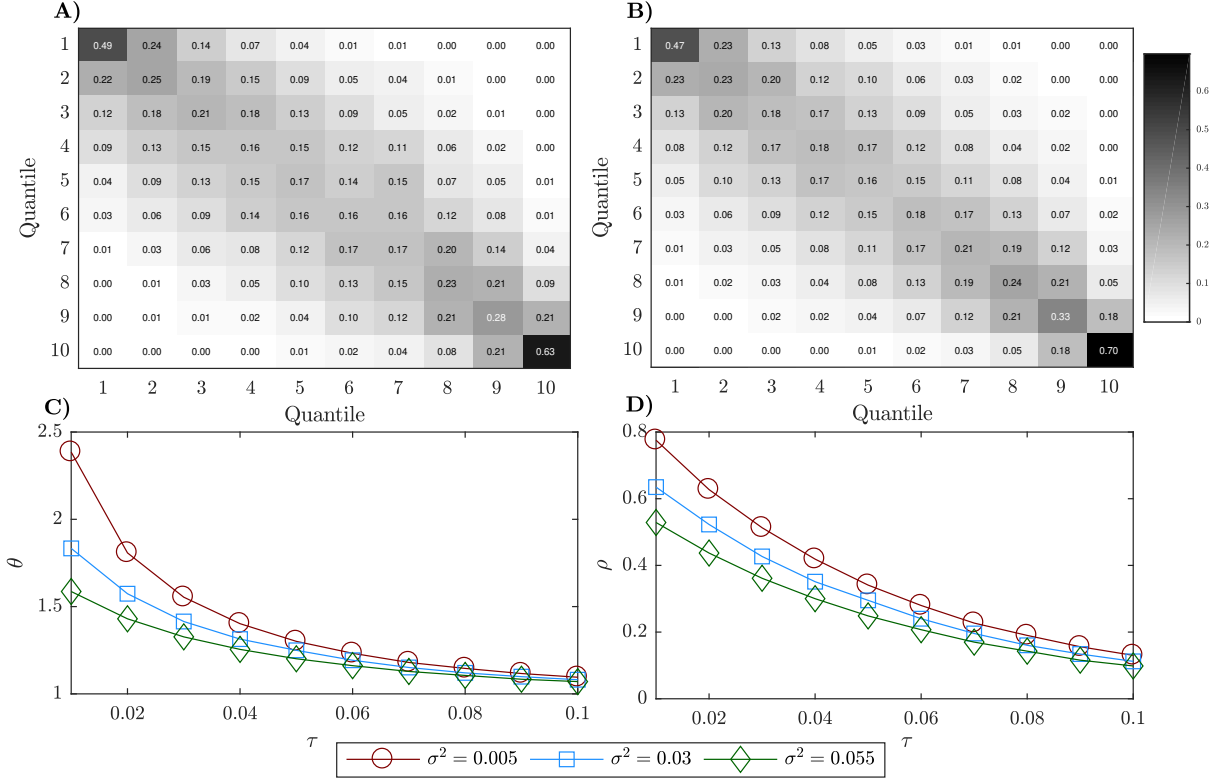 A)
Quantile
1 0.49 0.24 0.14 0.07 0.04 0.01 0.01 0.00 0.00 0.00
2 0.22 0.25 0.19 0.15 0.09 0.05 0.04 0.01 0.00 0.00
3 0.12 0.18 0.21 0.18 0.13 0.09 0.05 0.02 0.01 0.00
4 0.09 0.13 0.15 0.16 0.15 0.12 0.11 0.06 0.02 0.00
5 0.04 0.09 0.13 0.15 0.17 0.14 0.15 0.07 0.05 0.01
6 0.03 0.06 0.09 0.14 0.16 0.16 0.16 0.12 0.08 0.01
7 0.01 0.03 0.06 0.08 0.12 0.17 0.17 0.20 0.14 0.04
8 0.00 0.01 0.03 0.05 0.10 0.13 0.15 0.23 0.21 0.09
9 0.00 0.01 0.01 0.02 0.04 0.10 0.12 0.21 0.28 0.21
10 0.00 0.00 0.00 0.00 0.01 0.02 0.04 0.08 0.21 0.63
1 2 3 4 5 6 7 8 9 10
Quantile
B)
Quantile
1 0.47 0.23 0.13 0.08 0.05 0.03 0.01 0.01 0.00 0.00
2 0.23 0.23 0.20 0.12 0.10 0.06 0.03 0.02 0.00 0.00
3 0.13 0.20 0.18 0.17 0.13 0.09 0.05 0.03 0.02 0.00
4 0.08 0.12 0.17 0.18 0.17 0.12 0.08 0.04 0.02 0.00
5 0.05 0.10 0.13 0.17 0.16 0.15 0.11 0.08 0.04 0.01
6 0.03 0.06 0.09 0.12 0.15 0.18 0.17 0.13 0.07 0.02
7 0.01 0.03 0.05 0.08 0.11 0.17 0.21 0.19 0.12 0.03
8 0.01 0.02 0.03 0.04 0.08 0.13 0.19 0.24 0.21 0.05
9 0.00 0.00 0.02 0.02 0.04 0.07 0.12 0.21 0.33 0.18
10 0.00 0.00 0.00 0.00 0.01 0.02 0.03 0.05 0.18 0.70
1 2 3 4 5 6 7 8 9 10
Quantile
0.6
0.5
0.4
0.3
0.2
0.1
0
C)
θ
2.5
2
1.5
1
0.02 0.04 0.06 0.08 0.1
τ
D)
ρ
0.8
0.6
0.4
0.2
0
0.02 0.04 0.06 0.08 0.1
τ
σ² = 0.005 σ² = 0.03 σ² = 0.055